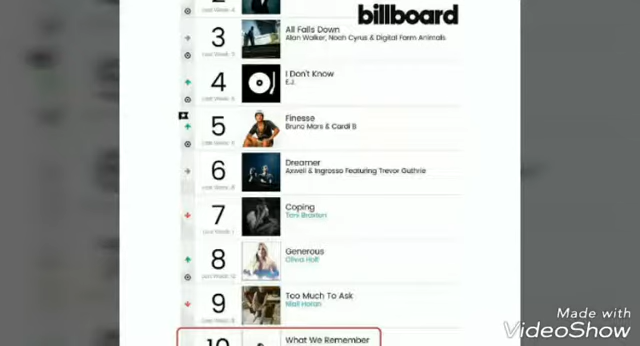 billboard
3
All Falls Down
Alan Walker, Noah Cyrus & Digital Farm Animals
4
I Don't Know
E.J.
5
Finesse
Bruno Mars & Cardi B
6
Dreamer
Axwell & Ingrosso Featuring Trevor Guthrie
7
Coping
Toni Braxton
8
Generous
Olivia Holt
9
Too Much To Ask
Niall Horan
10
What We Remember
Made with
VideoShow